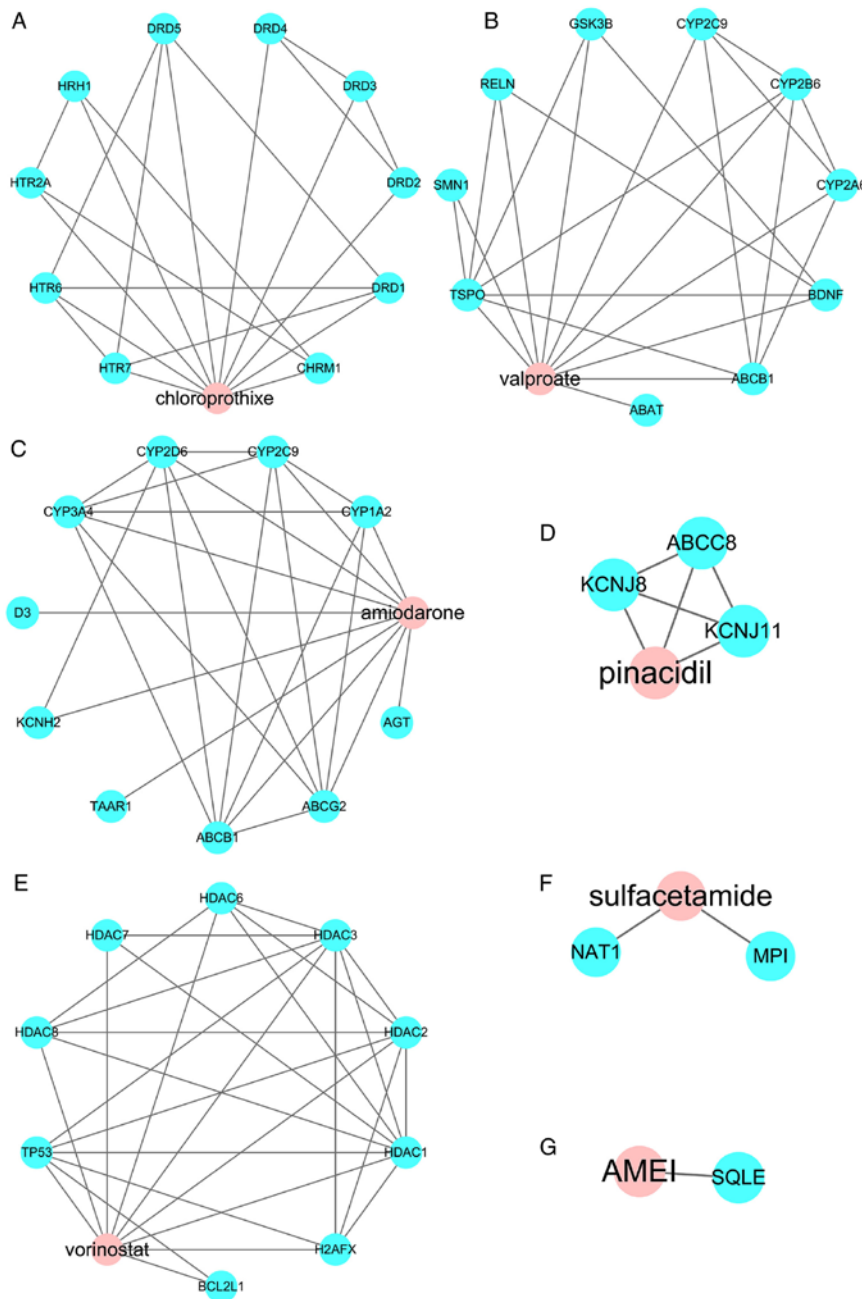 A
DRD5
DRD4
HRH1
DRD3
HTR2A
DRD2
HTR6
DRD1
HTR7
CHRM1
chloroprothixe
B
GSK3B
CYP2C9
RELN
CYP2B6
SMN1
CYP2A6
TSPO
BDNF
valproate
ABCB1
ABAT
C
CYP2D6
CYP2C9
CYP3A4
CYP1A2
D3
amiodarone
KCNH2
AGT
TAAR1
ABCG2
ABCB1
D
ABCC8
KCNJ8
KCNJ11
pinacidil
E
HDAC6
HDAC7
HDAC3
HDAC8
HDAC2
TP53
HDAC1
vorinostat
H2AFX
BCL2L1
F
sulfacetamide
NAT1
MPI
G
AMEI
SQLE